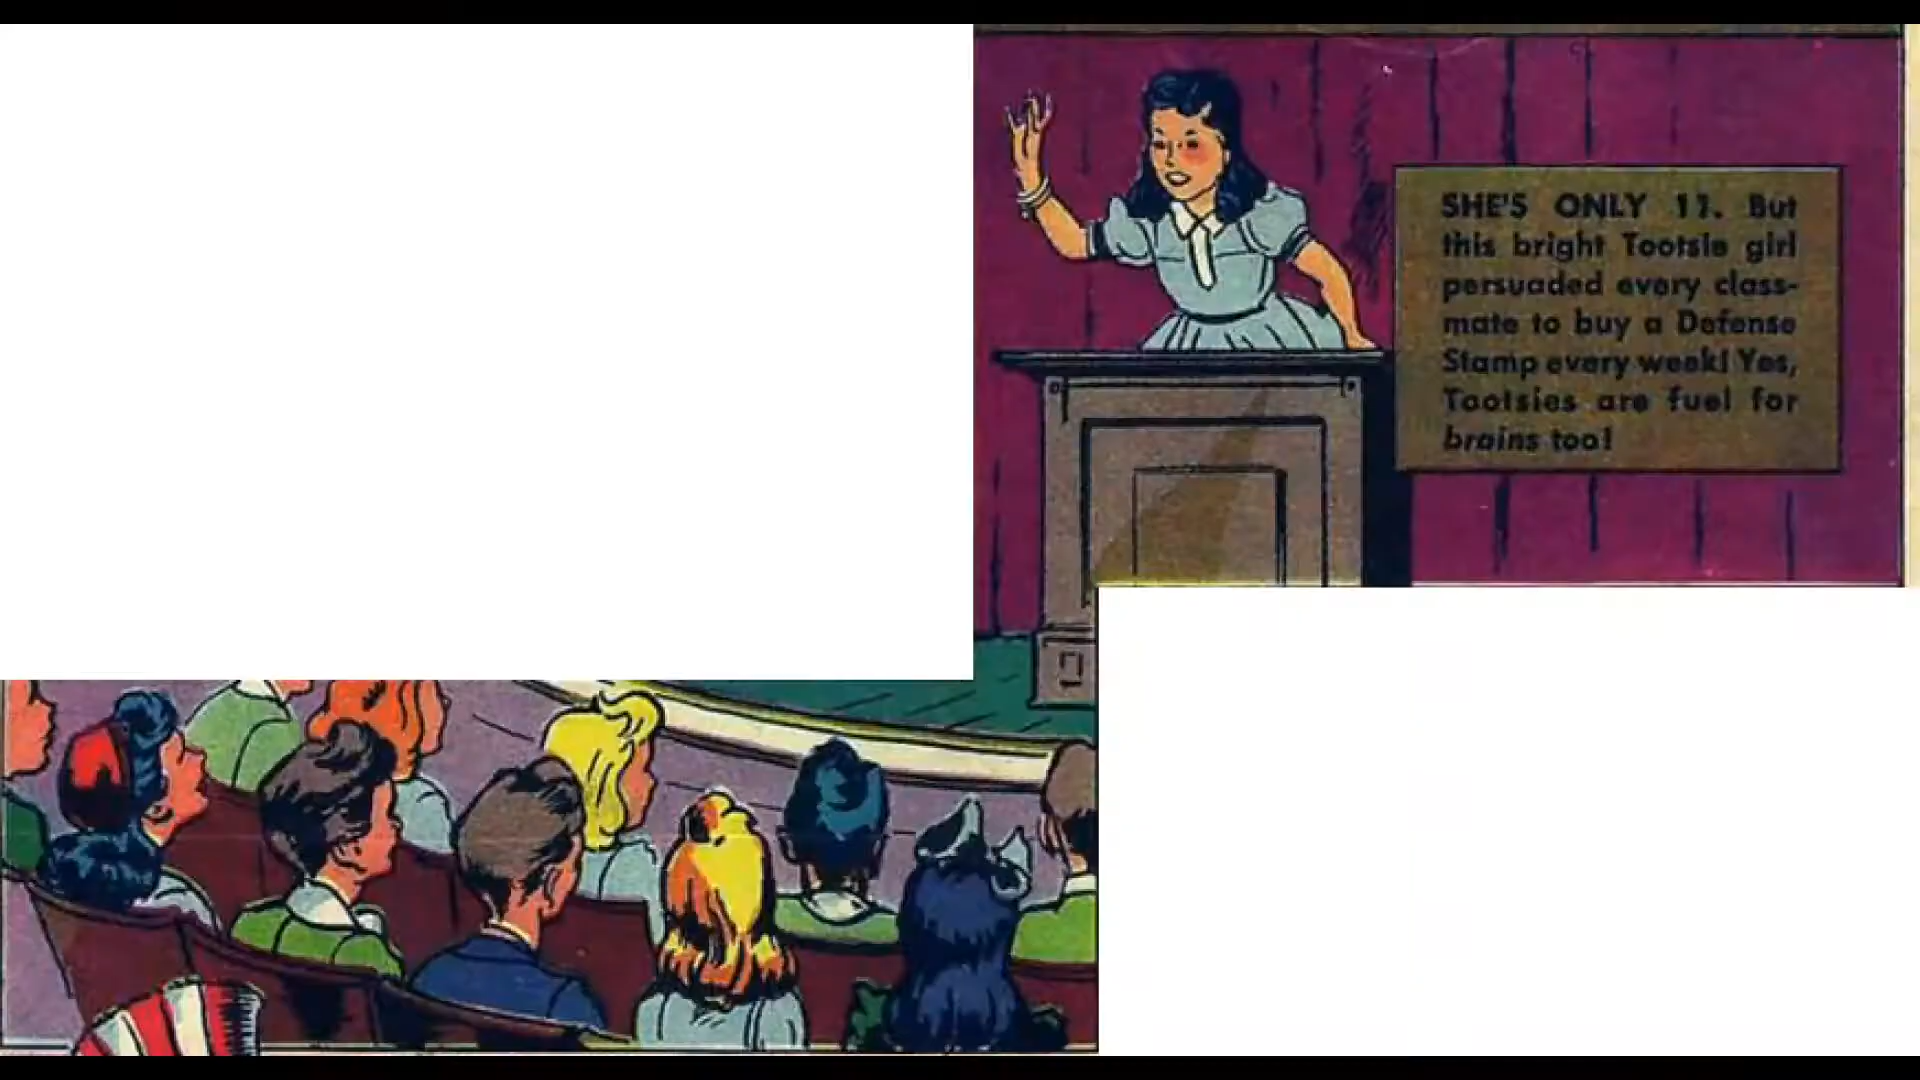 SHE'S ONLY 11. But
this bright Tootsie girl
persuaded every class-
mate to buy a Defense
Stamp every week! Yes,
Tootsies are fuel for
brains too!